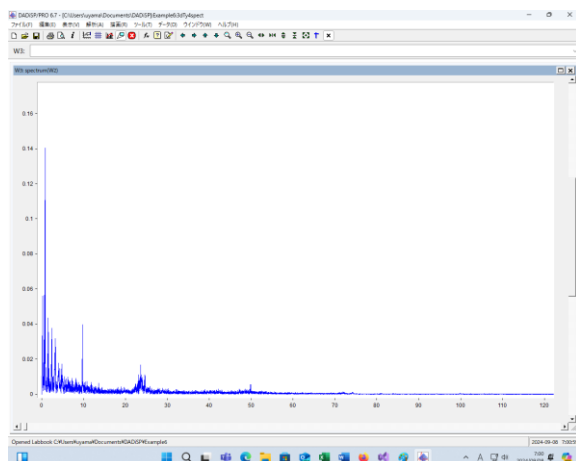 DADiSP/PRO 6.7 - [C:\Users\uyama\Documents\DADiSP\Example6.3dTy4spect
ファイル(F) 編集(E) 表示(V) 解析(A) 描画(R) ツール(T) データ(D) ウインドウ(W) ヘルプ(H)
W3:
W3: spectrum(W2)
0.16
0.14
0.12
0.1
0.08
0.06
0.04
0.02
0
0 10 20 30 40 50 60 70 80 90 100 110 120
Opened Labbook C:¥Users¥uyama¥Documents¥DADiSP¥Example6
2024-09-06
7:00